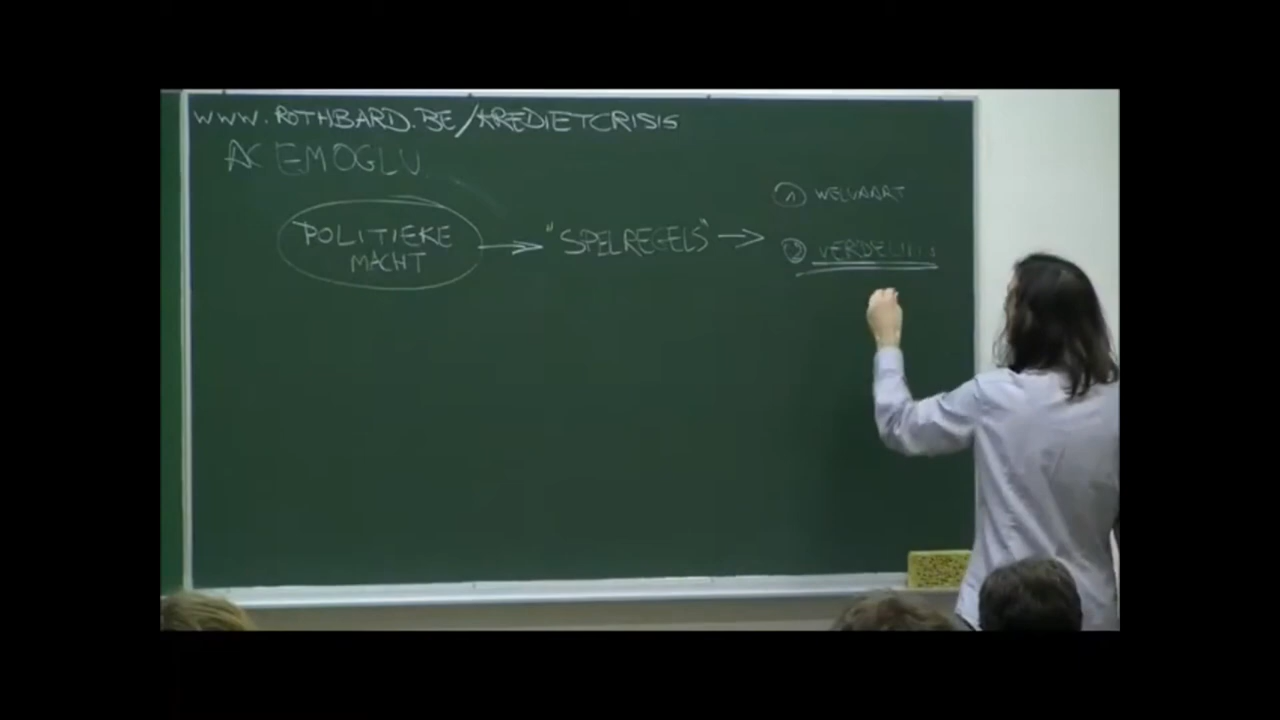 WWW.ROTHBARD.BE/KREDIETCRISIS
ACEMOGLU
POLITIEKE
MACHT
→ "SPELREGELS" →
① WELVAART
② VERDELING